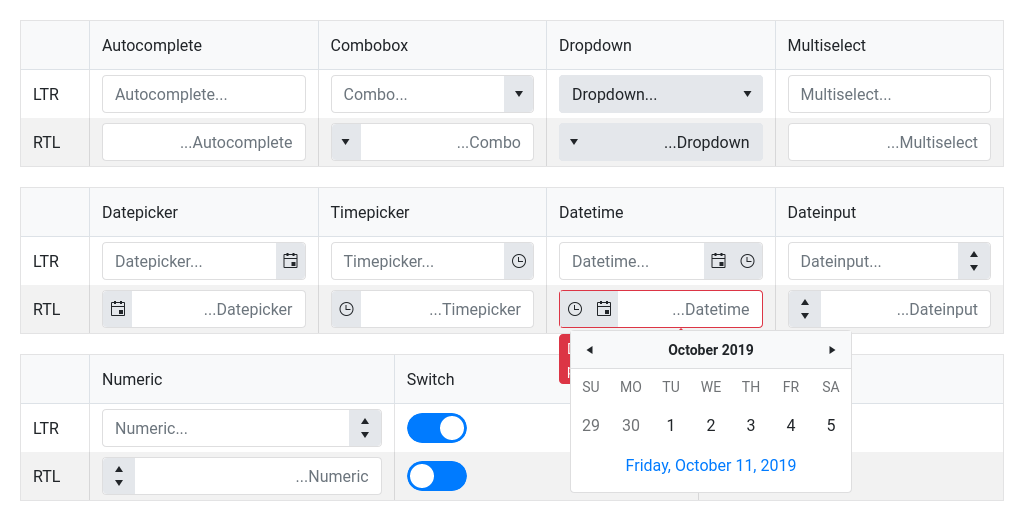 Autocomplete Combobox Dropdown Multiselect
LTR Autocomplete... Combo... Dropdown... Multiselect...
RTL ...Autocomplete ...Combo ...Dropdown ...Multiselect
Datepicker Timepicker Datetime Dateinput
LTR Datepicker... Timepicker... Datetime... Dateinput...
RTL ...Datepicker ...Timepicker ...Datetime ...Dateinput
October 2019
Numeric Switch
SU MO TU WE TH FR SA
LTR Numeric...
29 30 1 2 3 4 5
Friday, October 11, 2019
RTL ...Numeric